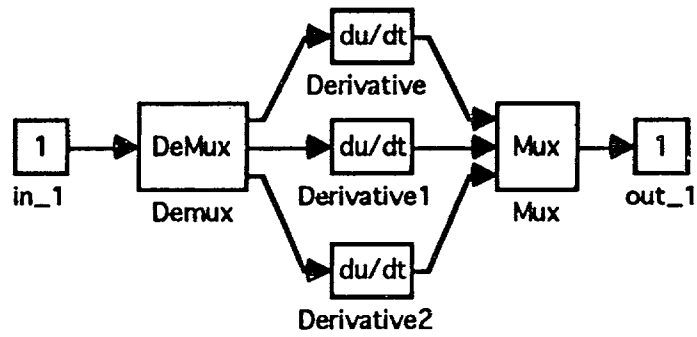 du/dt
Derivative
1
in_1
DeMux
Demux
du/dt
Derivative1
Mux
Mux
1
out_1
du/dt
Derivative2